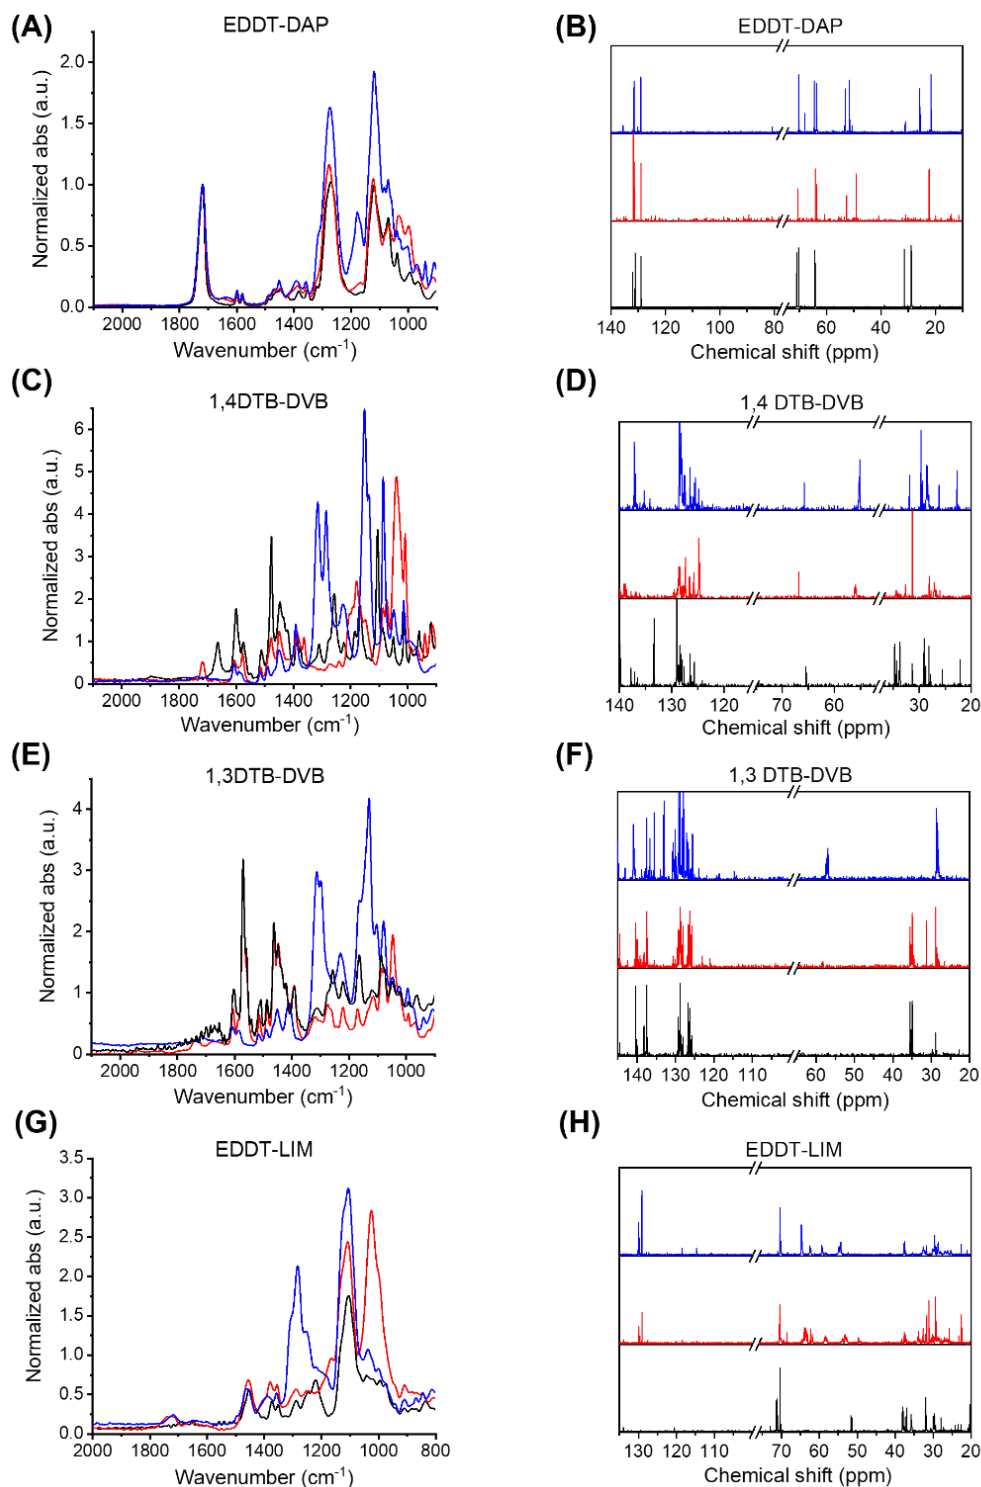 (A)
EDDT-DAP
2.0
1.5
1.0
0.5
0.0
Normalized abs (a.u.)
2000 1800 1600 1400 1200 1000
Wavenumber (cm-1)
(B)
EDDT-DAP
140 120 100 80 60 40 20
Chemical shift (ppm)
(C)
1,4DTB-DVB
6
5
4
3
2
1
0
Normalized abs (a.u.)
2000 1800 1600 1400 1200 1000
Wavenumber (cm-1)
(D)
1,4 DTB-DVB
140 130 120 70 60 50 30 20
Chemical shift (ppm)
(E)
1,3DTB-DVB
4
3
2
1
0
Normalized abs (a.u.)
2000 1800 1600 1400 1200 1000
Wavenumber (cm-1)
(F)
1,3 DTB-DVB
140 130 120 110 60 50 40 30 20
Chemical shift (ppm)
(G)
EDDT-LIM
3.5
3.0
2.5
2.0
1.5
1.0
0.5
0.0
Normalized abs (a.u.)
2000 1800 1600 1400 1200 1000 800
Wavenumber (cm-1)
(H)
EDDT-LIM
130 120 110 70 60 50 40 30 20
Chemical shift (ppm)